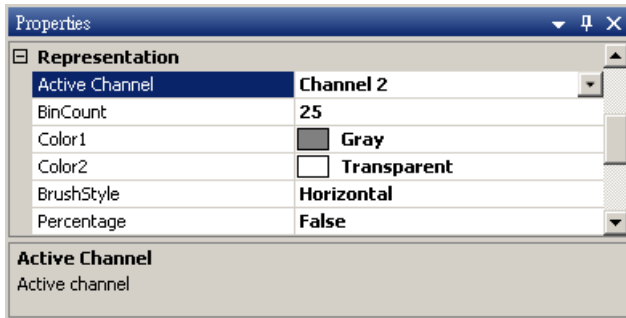 Properties
Representation
Active Channel Channel 2
BinCount 25
Color1 Gray
Color2 Transparent
BrushStyle Horizontal
Percentage False
Active Channel
Active channel